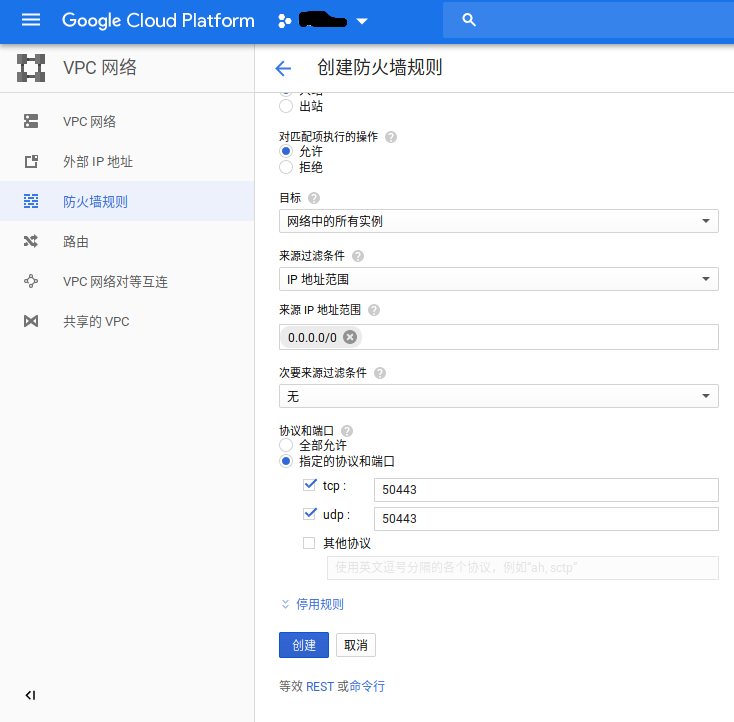 Google Cloud Platform
VPC 网络
创建防火墙规则
VPC 网络
外部 IP 地址
防火墙规则
路由
VPC 网络对等互连
共享的 VPC
出站
对匹配项执行的操作
允许
拒绝
目标
网络中的所有实例
来源过滤条件
IP 地址范围
来源 IP 地址范围
0.0.0.0/0
次要来源过滤条件
无
协议和端口
全部允许
指定的协议和端口
tcp :
50443
udp :
50443
其他协议
使用英文逗号分隔的各个协议，例如“ah, sctp”
停用规则
创建
取消
等效 REST 或命令行